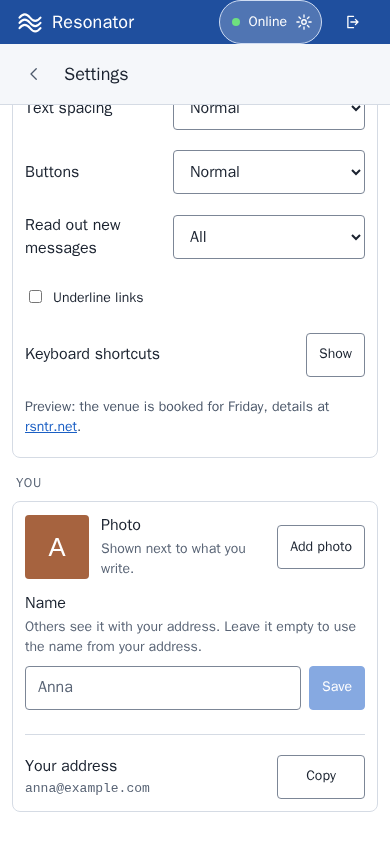 Resonator
Online
Settings
Text spacing
Normal
Buttons
Normal
Read out new
messages
All
Underline links
Keyboard shortcuts
Show
Preview: the venue is booked for Friday, details at
rsntr.net.
YOU
A
Photo
Shown next to what you
write.
Add photo
Name
Others see it with your address. Leave it empty to use
the name from your address.
Anna
Save
Your address
anna@example.com
Copy